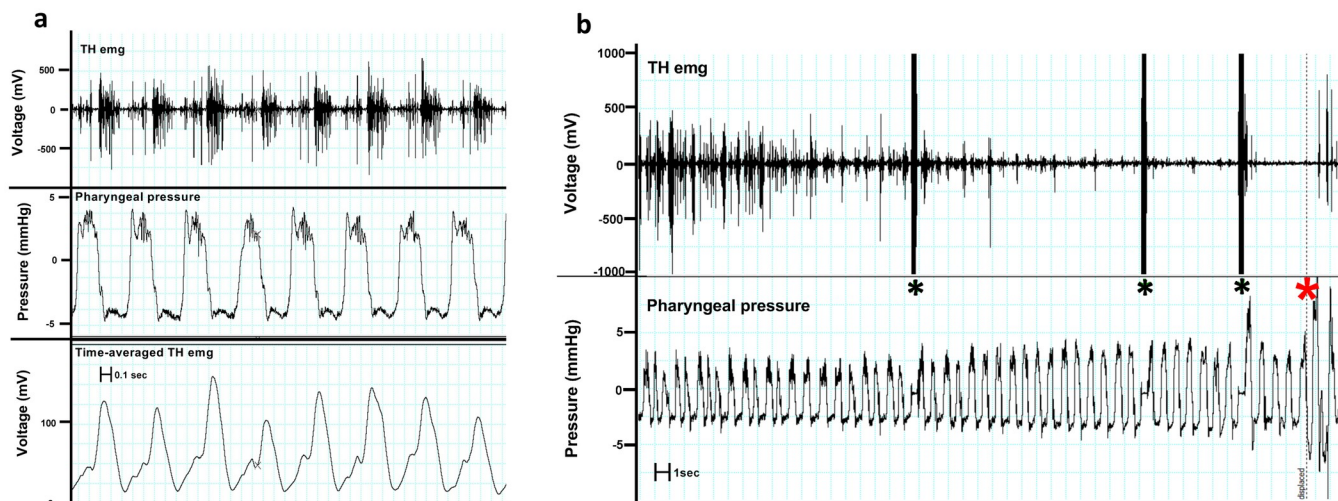 a
TH emg
Voltage (mV)
500
0
-500
Pharyngeal pressure
Pressure (mmHg)
5
0
-5
Time-averaged TH emg
0.1 sec
Voltage (mV)
100
b
TH emg
Voltage (mV)
1000
500
0
-500
-1000
* * * *
Pharyngeal pressure
Pressure (mmHg)
5
0
-5
1sec
displaced